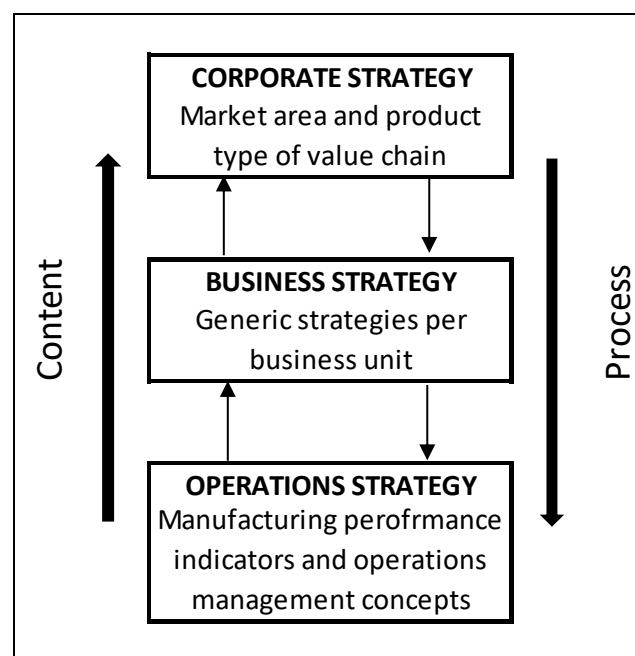 CORPORATE STRATEGY
Market area and product
type of value chain
Content
BUSINESS STRATEGY
Generic strategies per
business unit
Process
OPERATIONS STRATEGY
Manufacturing perofrmance
indicators and operations
management concepts